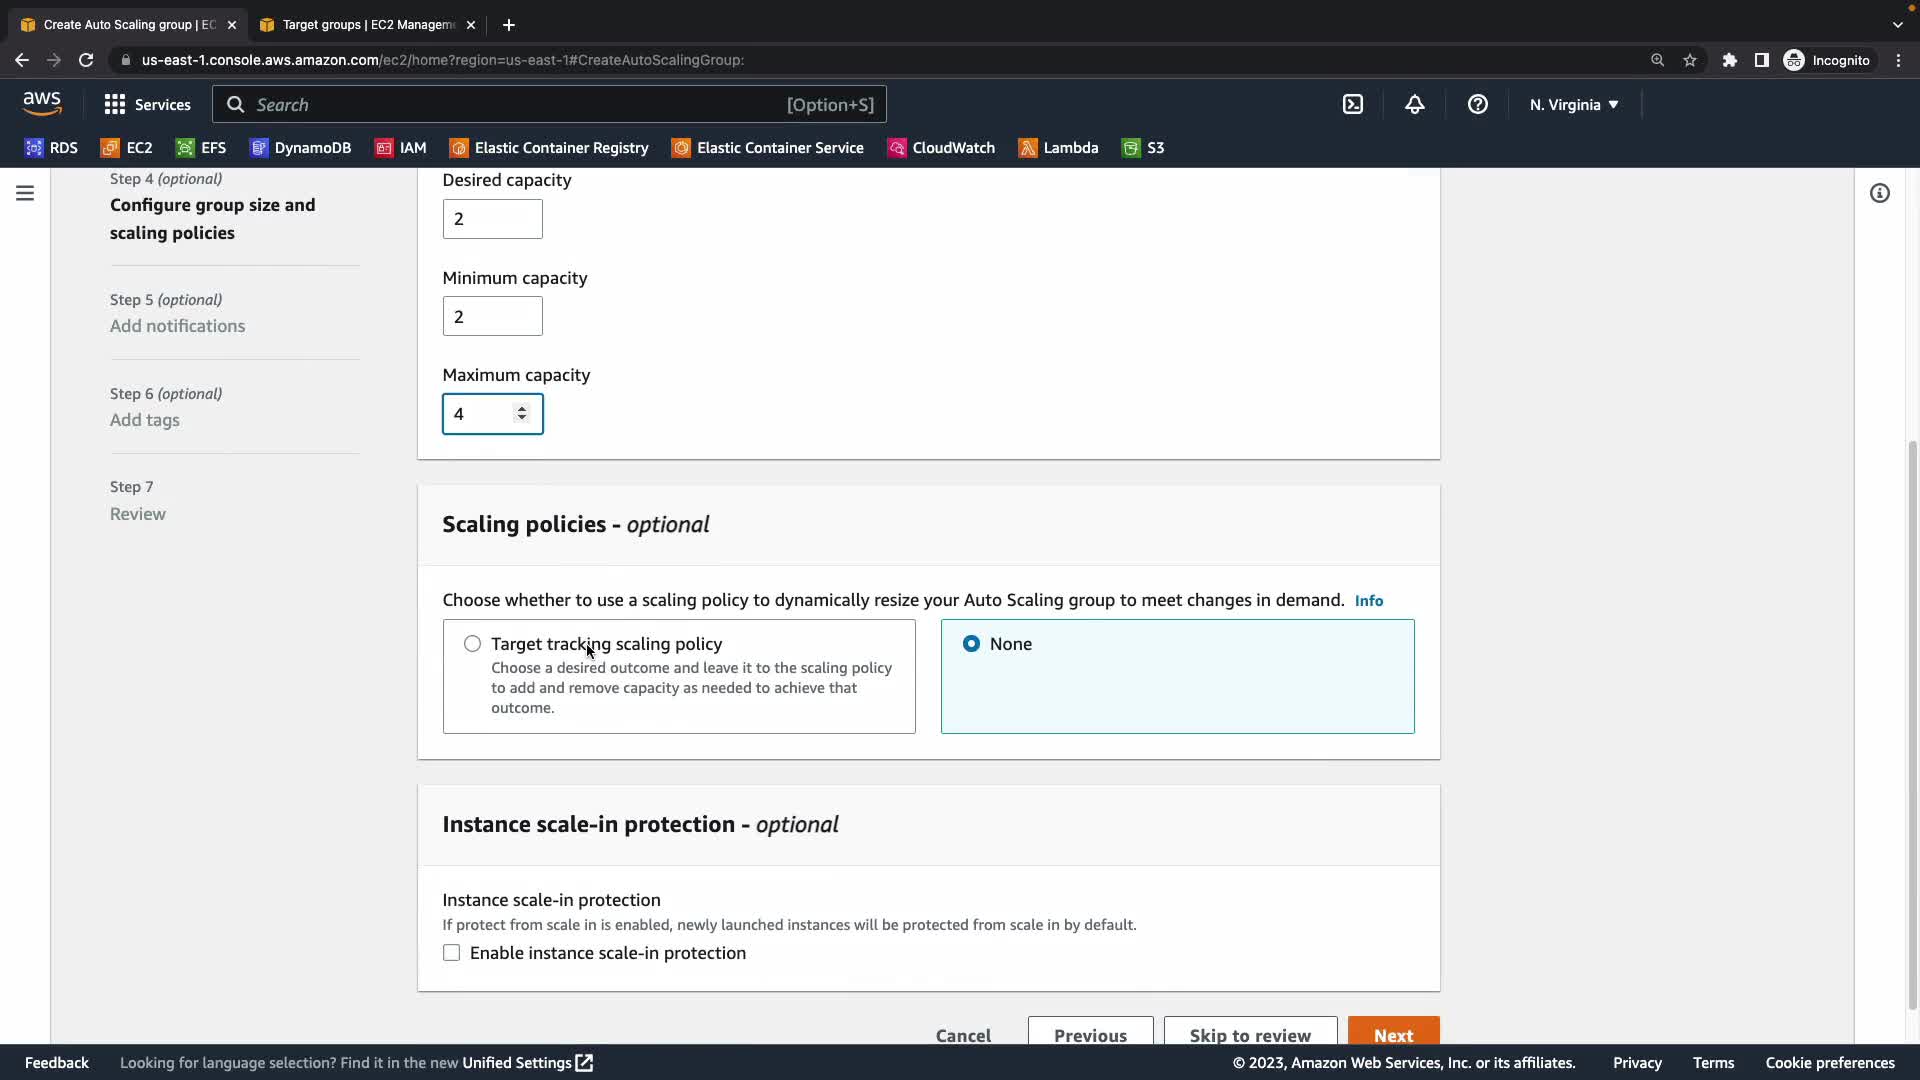 Create Auto Scaling group | EC
Target groups | EC2 Managem
us-east-1.console.aws.amazon.com/ec2/home?region=us-east-1#CreateAutoScalingGroup:
Incognito
aws
Services
Search
[Option+S]
N. Virginia
RDS
EC2
EFS
DynamoDB
IAM
Elastic Container Registry
Elastic Container Service
CloudWatch
Lambda
S3
Step 4 (optional)
Configure group size and
scaling policies
Step 5 (optional)
Add notifications
Step 6 (optional)
Add tags
Step 7
Review
Desired capacity
2
Minimum capacity
2
Maximum capacity
4
Scaling policies - optional
Choose whether to use a scaling policy to dynamically resize your Auto Scaling group to meet changes in demand. Info
Target tracking scaling policy
Choose a desired outcome and leave it to the scaling policy
to add and remove capacity as needed to achieve that
outcome.
None
Instance scale-in protection - optional
Instance scale-in protection
If protect from scale in is enabled, newly launched instances will be protected from scale in by default.
Enable instance scale-in protection
Cancel
Previous
Skip to review
Next
Feedback
Looking for language selection? Find it in the new Unified Settings
© 2023, Amazon Web Services, Inc. or its affiliates.
Privacy
Terms
Cookie preferences